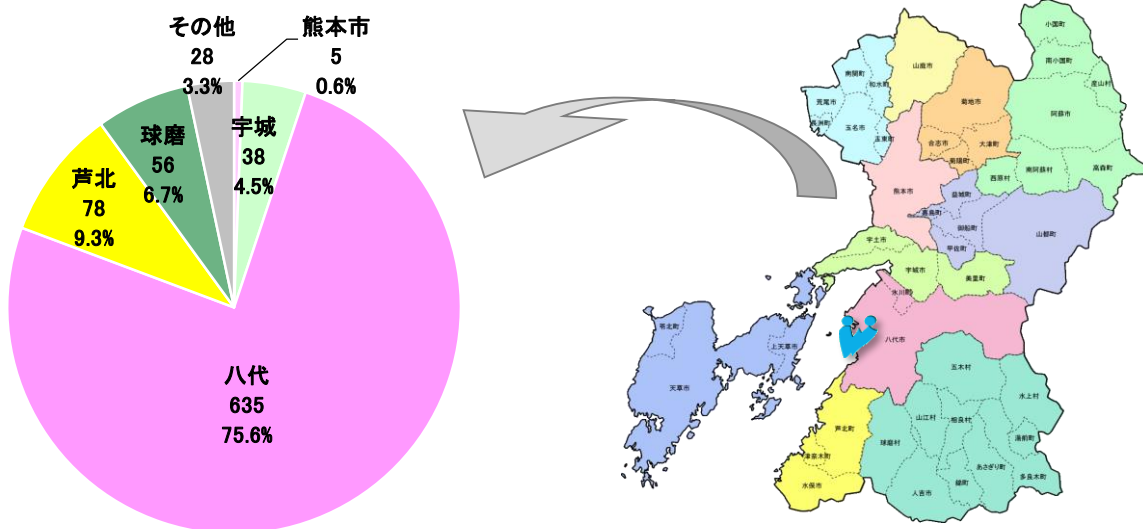 その他
28
3.3%
熊本市
5
0.6%
宇城
38
4.5%
球磨
56
6.7%
芦北
78
9.3%
八代
635
75.6%
小国町
南小国町
産山村
阿蘇市
山鹿市
南関町
和水町
荒尾市
長洲町
玉名市
玉東町
菊地市
合志市
大津町
菊陽町
西原村
南阿蘇村
高森町
熊本市
益城町
嘉島町
御船町
甲佐町
山都町
宇土市
宇城市
美里町
氷川町
八代市
苓北町
上天草市
天草市
芦北町
津奈木町
水俣市
五木村
水上村
山江村
相良村
湯前町
球磨村
あさぎり町
錦町
多良木町
人吉市